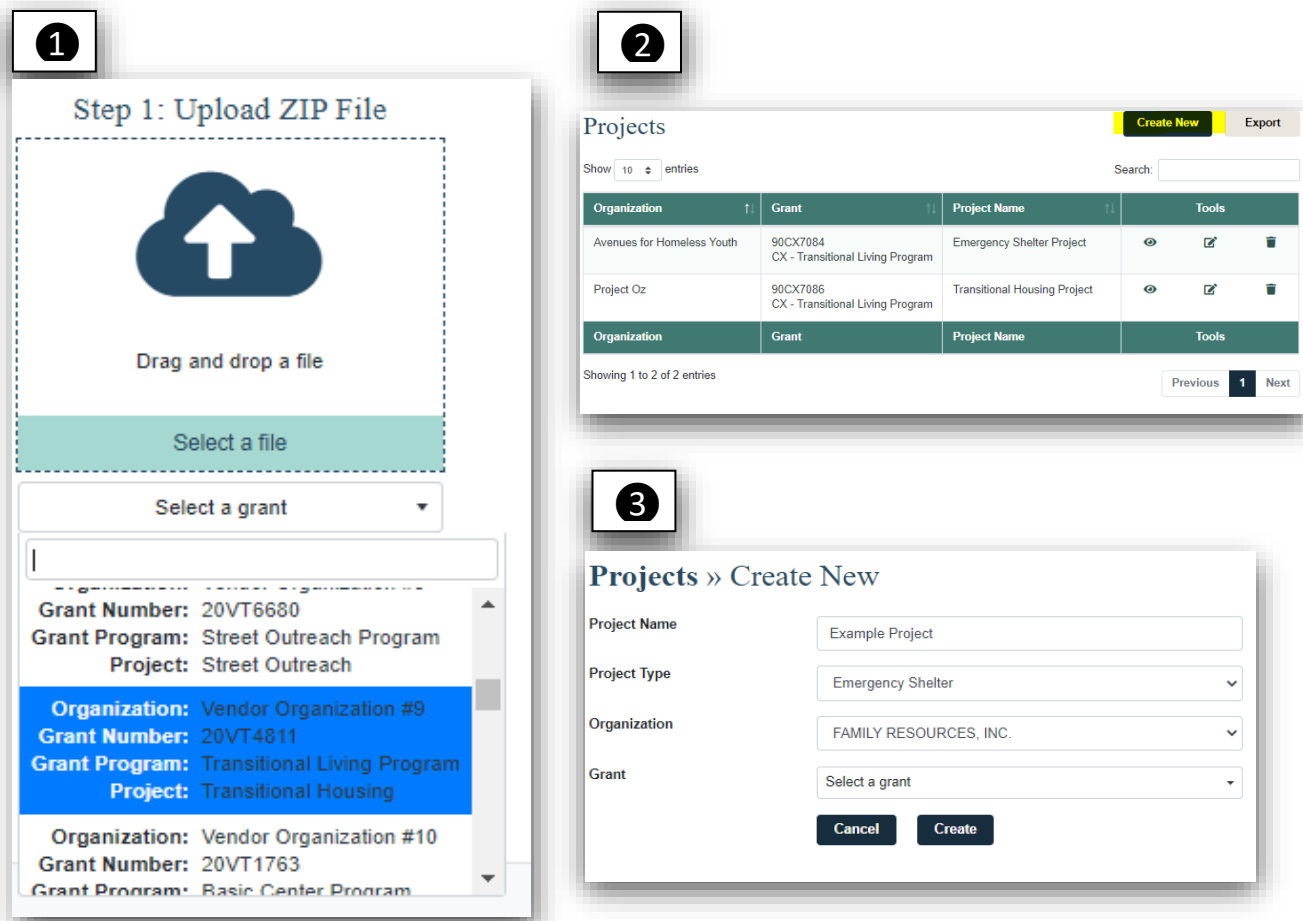 1
Step 1: Upload ZIP File
Drag and drop a file
Select a file
Select a grant
Grant Number: 20VT6680
Grant Program: Street Outreach Program
Project: Street Outreach
Organization: Vendor Organization #9
Grant Number: 20VT4811
Grant Program: Transitional Living Program
Project: Transitional Housing
Organization: Vendor Organization #10
Grant Number: 20VT1763
Grant Program: Basic Center Program
2
Projects
Create New Export
Show 10 entries Search:
Organization Grant Project Name Tools
Avenues for Homeless Youth 90CX7084 Emergency Shelter Project
CX - Transitional Living Program
Project Oz 90CX7086 Transitional Housing Project
CX - Transitional Living Program
Organization Grant Project Name Tools
Showing 1 to 2 of 2 entries
Previous 1 Next
3
Projects » Create New
Project Name Example Project
Project Type Emergency Shelter
Organization FAMILY RESOURCES, INC.
Grant Select a grant
Cancel Create